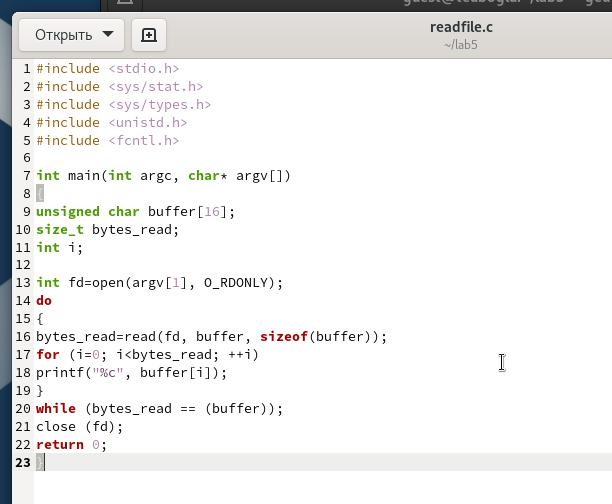 Открыть
readfile.c
~/lab5
1 #include <stdio.h>
2 #include <sys/stat.h>
3 #include <sys/types.h>
4 #include <unistd.h>
5 #include <fcntl.h>
6
7 int main(int argc, char* argv[])
8 {
9 unsigned char buffer[16];
10 size_t bytes_read;
11 int i;
12
13 int fd=open(argv[1], O_RDONLY);
14 do
15 {
16 bytes_read=read(fd, buffer, sizeof(buffer));
17 for (i=0; i<bytes_read; ++i)
18 printf("%c", buffer[i]);
19 }
20 while (bytes_read == (buffer));
21 close (fd);
22 return 0;
23 }